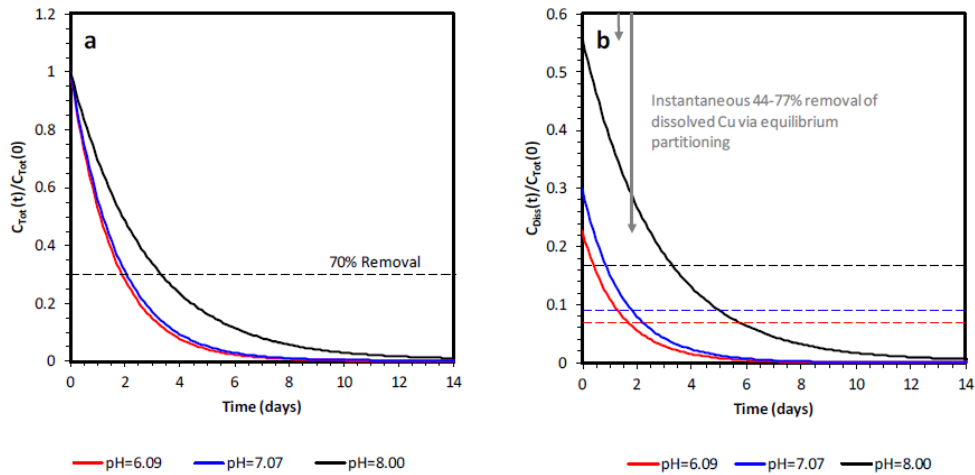 a
C_Tot(t)/C_Tot(0)
1.2
1
0.8
0.6
0.4
0.2
0
70% Removal
0 2 4 6 8 10 12 14
Time (days)
pH=6.09 pH=7.07 pH=8.00
b
C_Diss(t)/C_Tot(0)
0.6
0.5
0.4
0.3
0.2
0.1
0
Instantaneous 44-77% removal of
dissolved Cu via equilibrium
partitioning
0 2 4 6 8 10 12 14
Time (days)
pH=6.09 pH=7.07 pH=8.00